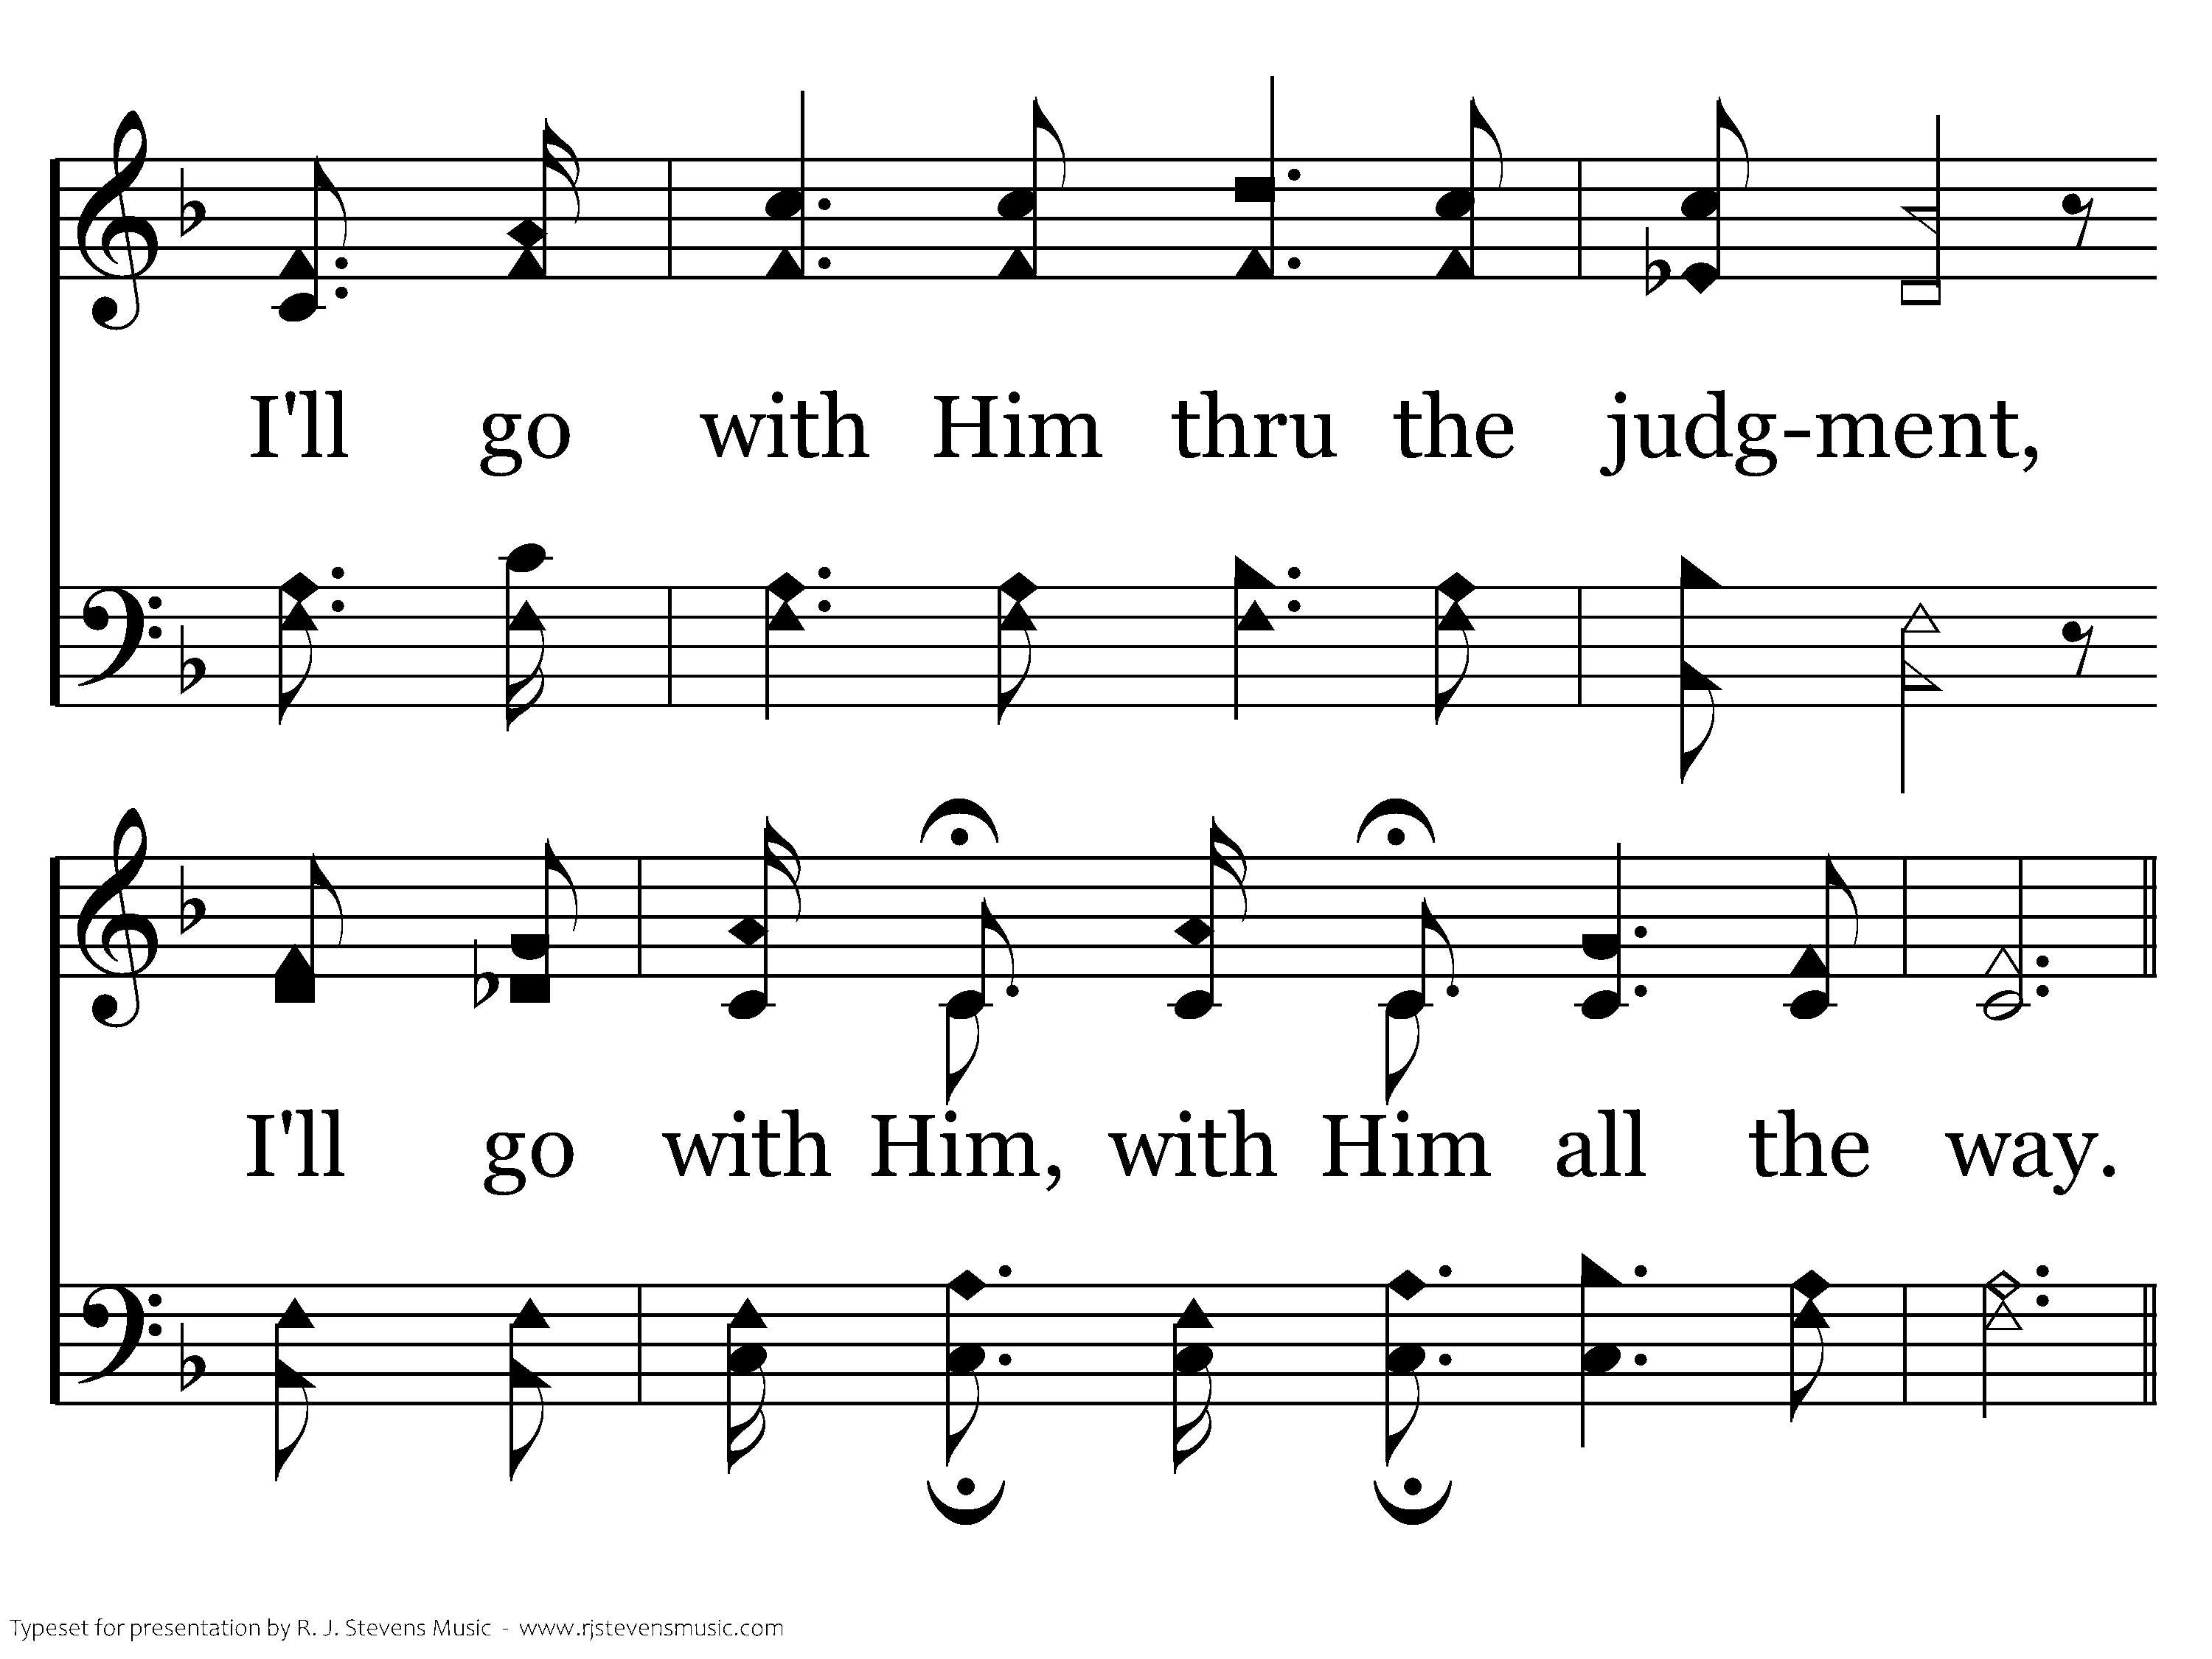 I'll go with Him thru the judg-ment,
I'll go with Him, with Him all the way.
Typeset for presentation by R. J. Stevens Music - www.rjstevensmusic.com